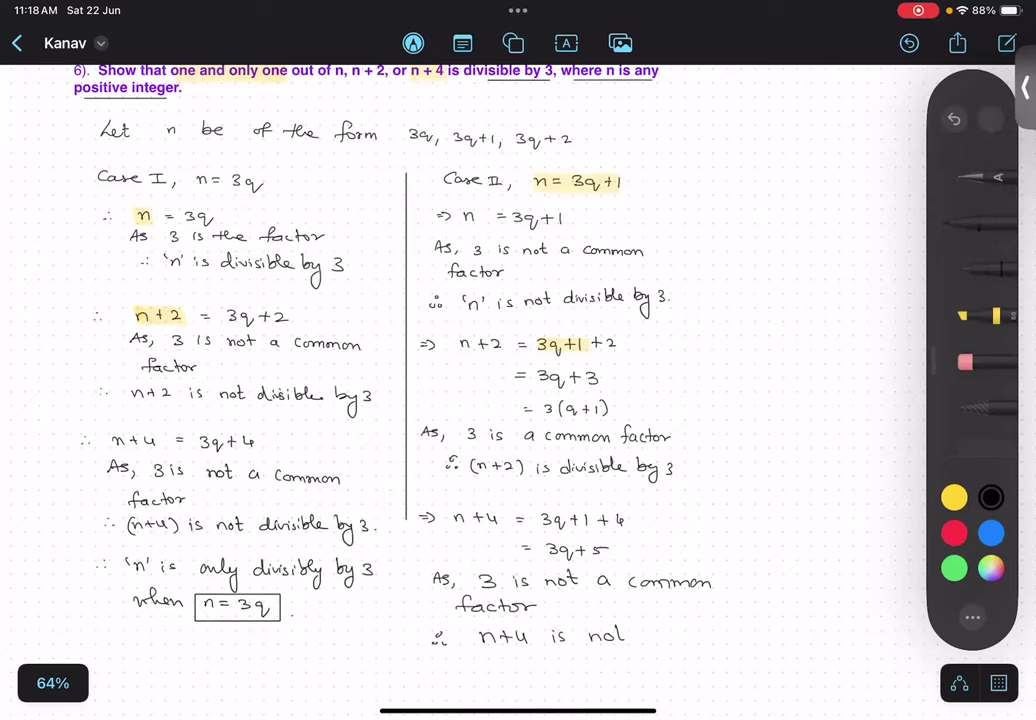 11:18 AM Sat 22 Jun
88%
Kanav
A
6). Show that one and only one out of n, n + 2, or n + 4 is divisible by 3, where n is any
positive integer.
Let n be of the form 3q, 3q+1, 3q+2
Case I, n = 3q
∴ n = 3q
As 3 is the factor
∴ 'n' is divisible by 3
∴ n+2 = 3q+2
As, 3 is not a common
factor
∴ n+2 is not divisible by 3
∴ n+4 = 3q+4
As, 3 is not a common
factor
∴ (n+4) is not divisible by 3.
∴ 'n' is only divisibly by 3
when n = 3q .
Case II, n = 3q+1
⇒ n = 3q+1
As, 3 is not a common
factor
∴ 'n' is not divisible by 3.
⇒ n+2 = 3q+1 +2
= 3q+3
= 3(q+1)
As, 3 is a common factor
∴ (n+2) is divisible by 3
⇒ n+4 = 3q+1+4
= 3q+5
As, 3 is not a common
factor
∴ n+4 is not
A
64%